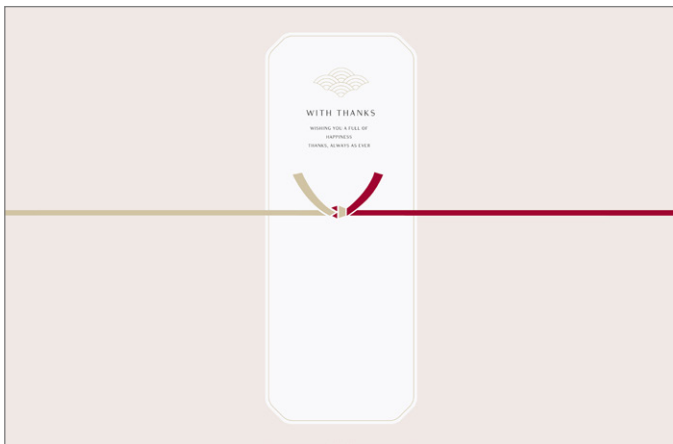 WITH THANKS
WISHING YOU A FULL OF
HAPPINESS
THANKS, ALWAYS AS EVER